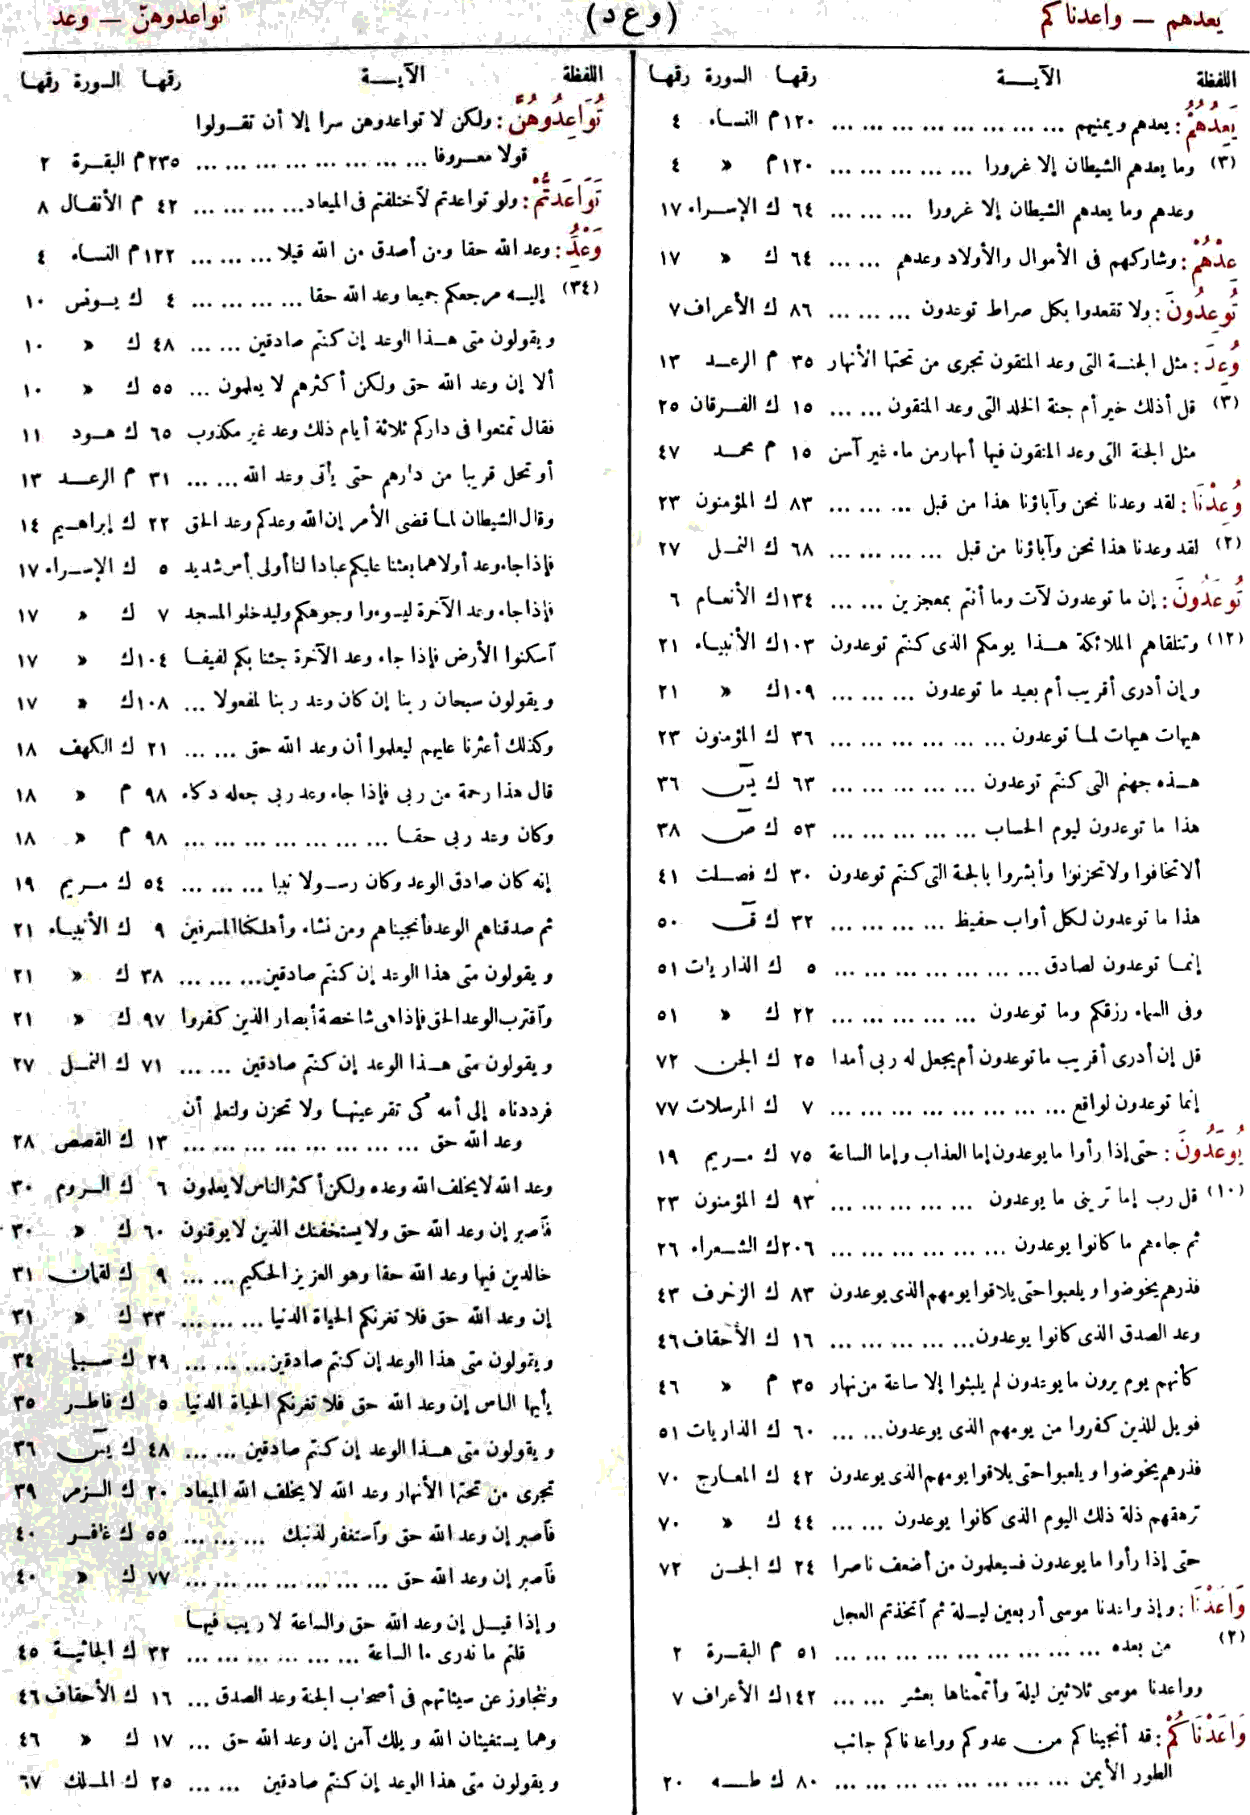 يعدهم — واعدناكم
(وعد)
تواعدوهنّ — وعد
اللفظة الآيــة رقمها السورة رقمها
يَعِدُهُمْ: يعدهم ويمنيهم ... ... ... ... ... ... ... ... ١٢٠ م النساء ٤
(٣) وما يعدهم الشيطان إلا غرورا ... ... ... ... ... ١٢٠ م « ٤
وعدهم وما يعدهم الشيطان إلا غرورا ... ... ... ٦٤ ك الإسراء ١٧
عِدْهُمْ: وشاركهم فى الأموال والأولاد وعدهم ... ... ٦٤ ك « ١٧
تُوعِدُونَ: ولا تقعدوا بكل صراط توعدون ... ... ... ٨٦ ك الأعراف ٧
وُعِدَ: مثل الجنة التى وعد المتقون تجرى من تحتها الأنهار ٣٥ م الرعد ١٣
(٣) قل أذلك خير أم جنة الخلد التى وعد المتقون ... ... ١٥ ك الفرقان ٢٥
مثل الجنة التى وعد المتقون فيها أنهار من ماء غير آسن ١٥ م محمد ٤٧
وُعِدْنَا: لقد وعدنا نحن وآباؤنا هذا من قبل ... ... ... ٨٣ ك المؤمنون ٢٣
(٢) لقد وعدنا هذا نحن وآباؤنا من قبل ... ... ... ... ٦٨ ك النمل ٢٧
تُوعَدُونَ: إن ما توعدون لآت وما أنتم بمعجزين ... ... ١٣٤ ك الأنعام ٦
(١٢) وتتلقاهم الملائكة هذا يومكم الذى كنتم توعدون ١٠٣ ك الأنبياء ٢١
وإن أدرى أقريب أم بعيد ما توعدون ... ... ... ١٠٩ ك « ٢١
هيهات هيهات لما توعدون ... ... ... ... ... ... ٣٦ ك المؤمنون ٢٣
هذه جهنم التى كنتم توعدون ... ... ... ... ... ٦٣ ك يٓس ٣٦
هذا ما توعدون ليوم الحساب ... ... ... ... ... ٥٣ ك صٓ ٣٨
ألا تخافوا ولا تحزنوا وأبشروا بالجنة التى كنتم توعدون ٣٠ ك فصلت ٤١
هذا ما توعدون لكل أواب حفيظ ... ... ... ... ٣٢ ك قٓ ٥٠
إنما توعدون لصادق ... ... ... ... ... ... ... ٥ ك الذاريات ٥١
وفى السماء رزقكم وما توعدون ... ... ... ... ... ٢٢ ك « ٥١
قل إن أدرى أقريب ما توعدون أم يجعل له ربى أمدا ٢٥ ك الجن ٧٢
إنما توعدون لواقع ... ... ... ... ... ... ... ... ٧ ك المرسلات ٧٧
يُوعَدُونَ: حتى إذا رأوا ما يوعدون إما العذاب وإما الساعة ٧٥ ك مريم ١٩
(١٠) قل رب إما ترينى ما يوعدون ... ... ... ... ... ٩٣ ك المؤمنون ٢٣
ثم جاءهم ما كانوا يوعدون ... ... ... ... ... ... ٢٠٦ ك الشعراء ٢٦
فذرهم يخوضوا ويلعبوا حتى يلاقوا يومهم الذى يوعدون ٨٣ ك الزخرف ٤٣
وعد الصدق الذى كانوا يوعدون ... ... ... ... ... ١٦ ك الأحقاف ٤٦
كأنهم يوم يرون ما يوعدون لم يلبثوا إلا ساعة من نهار ٣٥ م « ٤٦
فويل للذين كفروا من يومهم الذى يوعدون ... ... ٦٠ ك الذاريات ٥١
فذرهم يخوضوا ويلعبوا حتى يلاقوا يومهم الذى يوعدون ٤٢ ك المعارج ٧٠
ترهقهم ذلة ذلك اليوم الذى كانوا يوعدون ... ... ٤٤ ك « ٧٠
حتى إذا رأوا ما يوعدون فسيعلمون من أضعف ناصرا ٢٤ ك الجن ٧٢
وَاعَدْنَا: وإذ واعدنا موسى أربعين ليلة ثم اتخذتم العجل
(٢) من بعده ... ... ... ... ... ... ... ... ... ٥١ م البقرة ٢
وواعدنا موسى ثلاثين ليلة وأتممناها بعشر ... ... ١٤٢ ك الأعراف ٧
وَاعَدْنَاكُمْ: قد أنجيناكم من عدوكم وواعدناكم جانب
الطور الأيمن ... ... ... ... ... ... ... ... ٨٠ ك طه ٢٠
اللفظة الآيــة رقمها السورة رقمها
تُوَاعِدُوهُنَّ: ولكن لا تواعدوهن سرا إلا أن تقولوا
قولا معروفا ... ... ... ... ... ... ... ... ٢٣٥ م البقرة ٢
تَوَاعَدتُّمْ: ولو تواعدتم لآختلفتم فى الميعاد ... ... ... ... ٤٢ م الأنفال ٨
وَعْدُ: وعد الله حقا ومن أصدق من الله قيلا ... ... ... ١٢٢ م النساء ٤
(٣٤) إليه مرجعكم جميعا وعد الله حقا ... ... ... ... ٤ ك يونس ١٠
ويقولون متى هذا الوعد إن كنتم صادقين ... ... ٤٨ ك « ١٠
ألا إن وعد الله حق ولكن أكثرهم لا يعلمون ... ٥٥ ك « ١٠
فقال تمتعوا فى داركم ثلاثة أيام ذلك وعد غير مكذوب ٦٥ ك هود ١١
أو تحل قريبا من دارهم حتى يأتى وعد الله ... ... ٣١ م الرعد ١٣
وقال الشيطان لما قضى الأمر إن الله وعدكم وعد الحق ٢٢ ك إبراهيم ١٤
فإذا جاء وعد أولاهما بعثنا عليكم عبادا لنا أولى بأس شديد ٥ ك الإسراء ١٧
فإذا جاء وعد الآخرة ليسوءوا وجوهكم وليدخلوا المسجد ٧ ك « ١٧
آسكنوا الأرض فإذا جاء وعد الآخرة جئنا بكم لفيفا ١٠٤ ك « ١٧
ويقولون سبحان ربنا إن كان وعد ربنا لمفعولا ... ١٠٨ ك « ١٧
وكذلك أعثرنا عليهم ليعلموا أن وعد الله حق ... ... ٢١ ك الكهف ١٨
قال هذا رحمة من ربى فإذا جاء وعد ربى جعله دكاء ٩٨ م « ١٨
وكان وعد ربى حقا ... ... ... ... ... ... ... ٩٨ م « ١٨
إنه كان صادق الوعد وكان رسولا نبيا ... ... ... ٥٤ ك مريم ١٩
ثم صدقناهم الوعد فأنجيناهم ومن نشاء وأهلكنا المسرفين ٩ ك الأنبياء ٢١
ويقولون متى هذا الوعد إن كنتم صادقين ... ... ... ٣٨ ك « ٢١
وآقترب الوعد الحق فإذا هى شاخصة أبصار الذين كفروا ٩٧ ك « ٢١
ويقولون متى هذا الوعد إن كنتم صادقين ... ... ٧١ ك النمل ٢٧
فرددناه إلى أمه كى تقر عينها ولا تحزن ولتعلم أن
وعد الله حق ... ... ... ... ... ... ... ... ١٣ ك القصص ٢٨
وعد الله لا يخلف الله وعده ولكن أكثر الناس لا يعلمون ٦ ك الروم ٣٠
فآصبر إن وعد الله حق ولا يستخفنك الذين لا يوقنون ٦٠ ك « ٣٠
خالدين فيها وعد الله حقا وهو العزيز الحكيم ... ... ٩ ك لقمان ٣١
إن وعد الله حق فلا تغرنكم الحياة الدنيا ... ... ... ٣٣ ك « ٣١
ويقولون متى هذا الوعد إن كنتم صادقين ... ... ... ٢٩ ك سبإ ٣٤
يأيها الناس إن وعد الله حق فلا تغرنكم الحياة الدنيا ٥ ك فاطر ٣٥
ويقولون متى هذا الوعد إن كنتم صادقين ... ... ٤٨ ك يٓس ٣٦
تجرى من تحتها الأنهار وعد الله لا يخلف الله الميعاد ٢٠ ك الزمر ٣٩
فآصبر إن وعد الله حق وآستغفر لذنبك ... ... ... ٥٥ ك غافر ٤٠
فآصبر إن وعد الله حق ... ... ... ... ... ... ... ٧٧ ك « ٤٠
وإذا قيل إن وعد الله حق والساعة لا ريب فيها
قلتم ما ندرى ما الساعة ... ... ... ... ... ... ٣٢ ك الجاثية ٤٥
ونتجاوز عن سيئاتهم فى أصحاب الجنة وعد الصدق ... ١٦ ك الأحقاف ٤٦
وهما يستغيثان الله ويلك آمن إن وعد الله حق ... ١٧ ك « ٤٦
ويقولون متى هذا الوعد إن كنتم صادقين ... ... ٢٥ ك الملك ٦٧